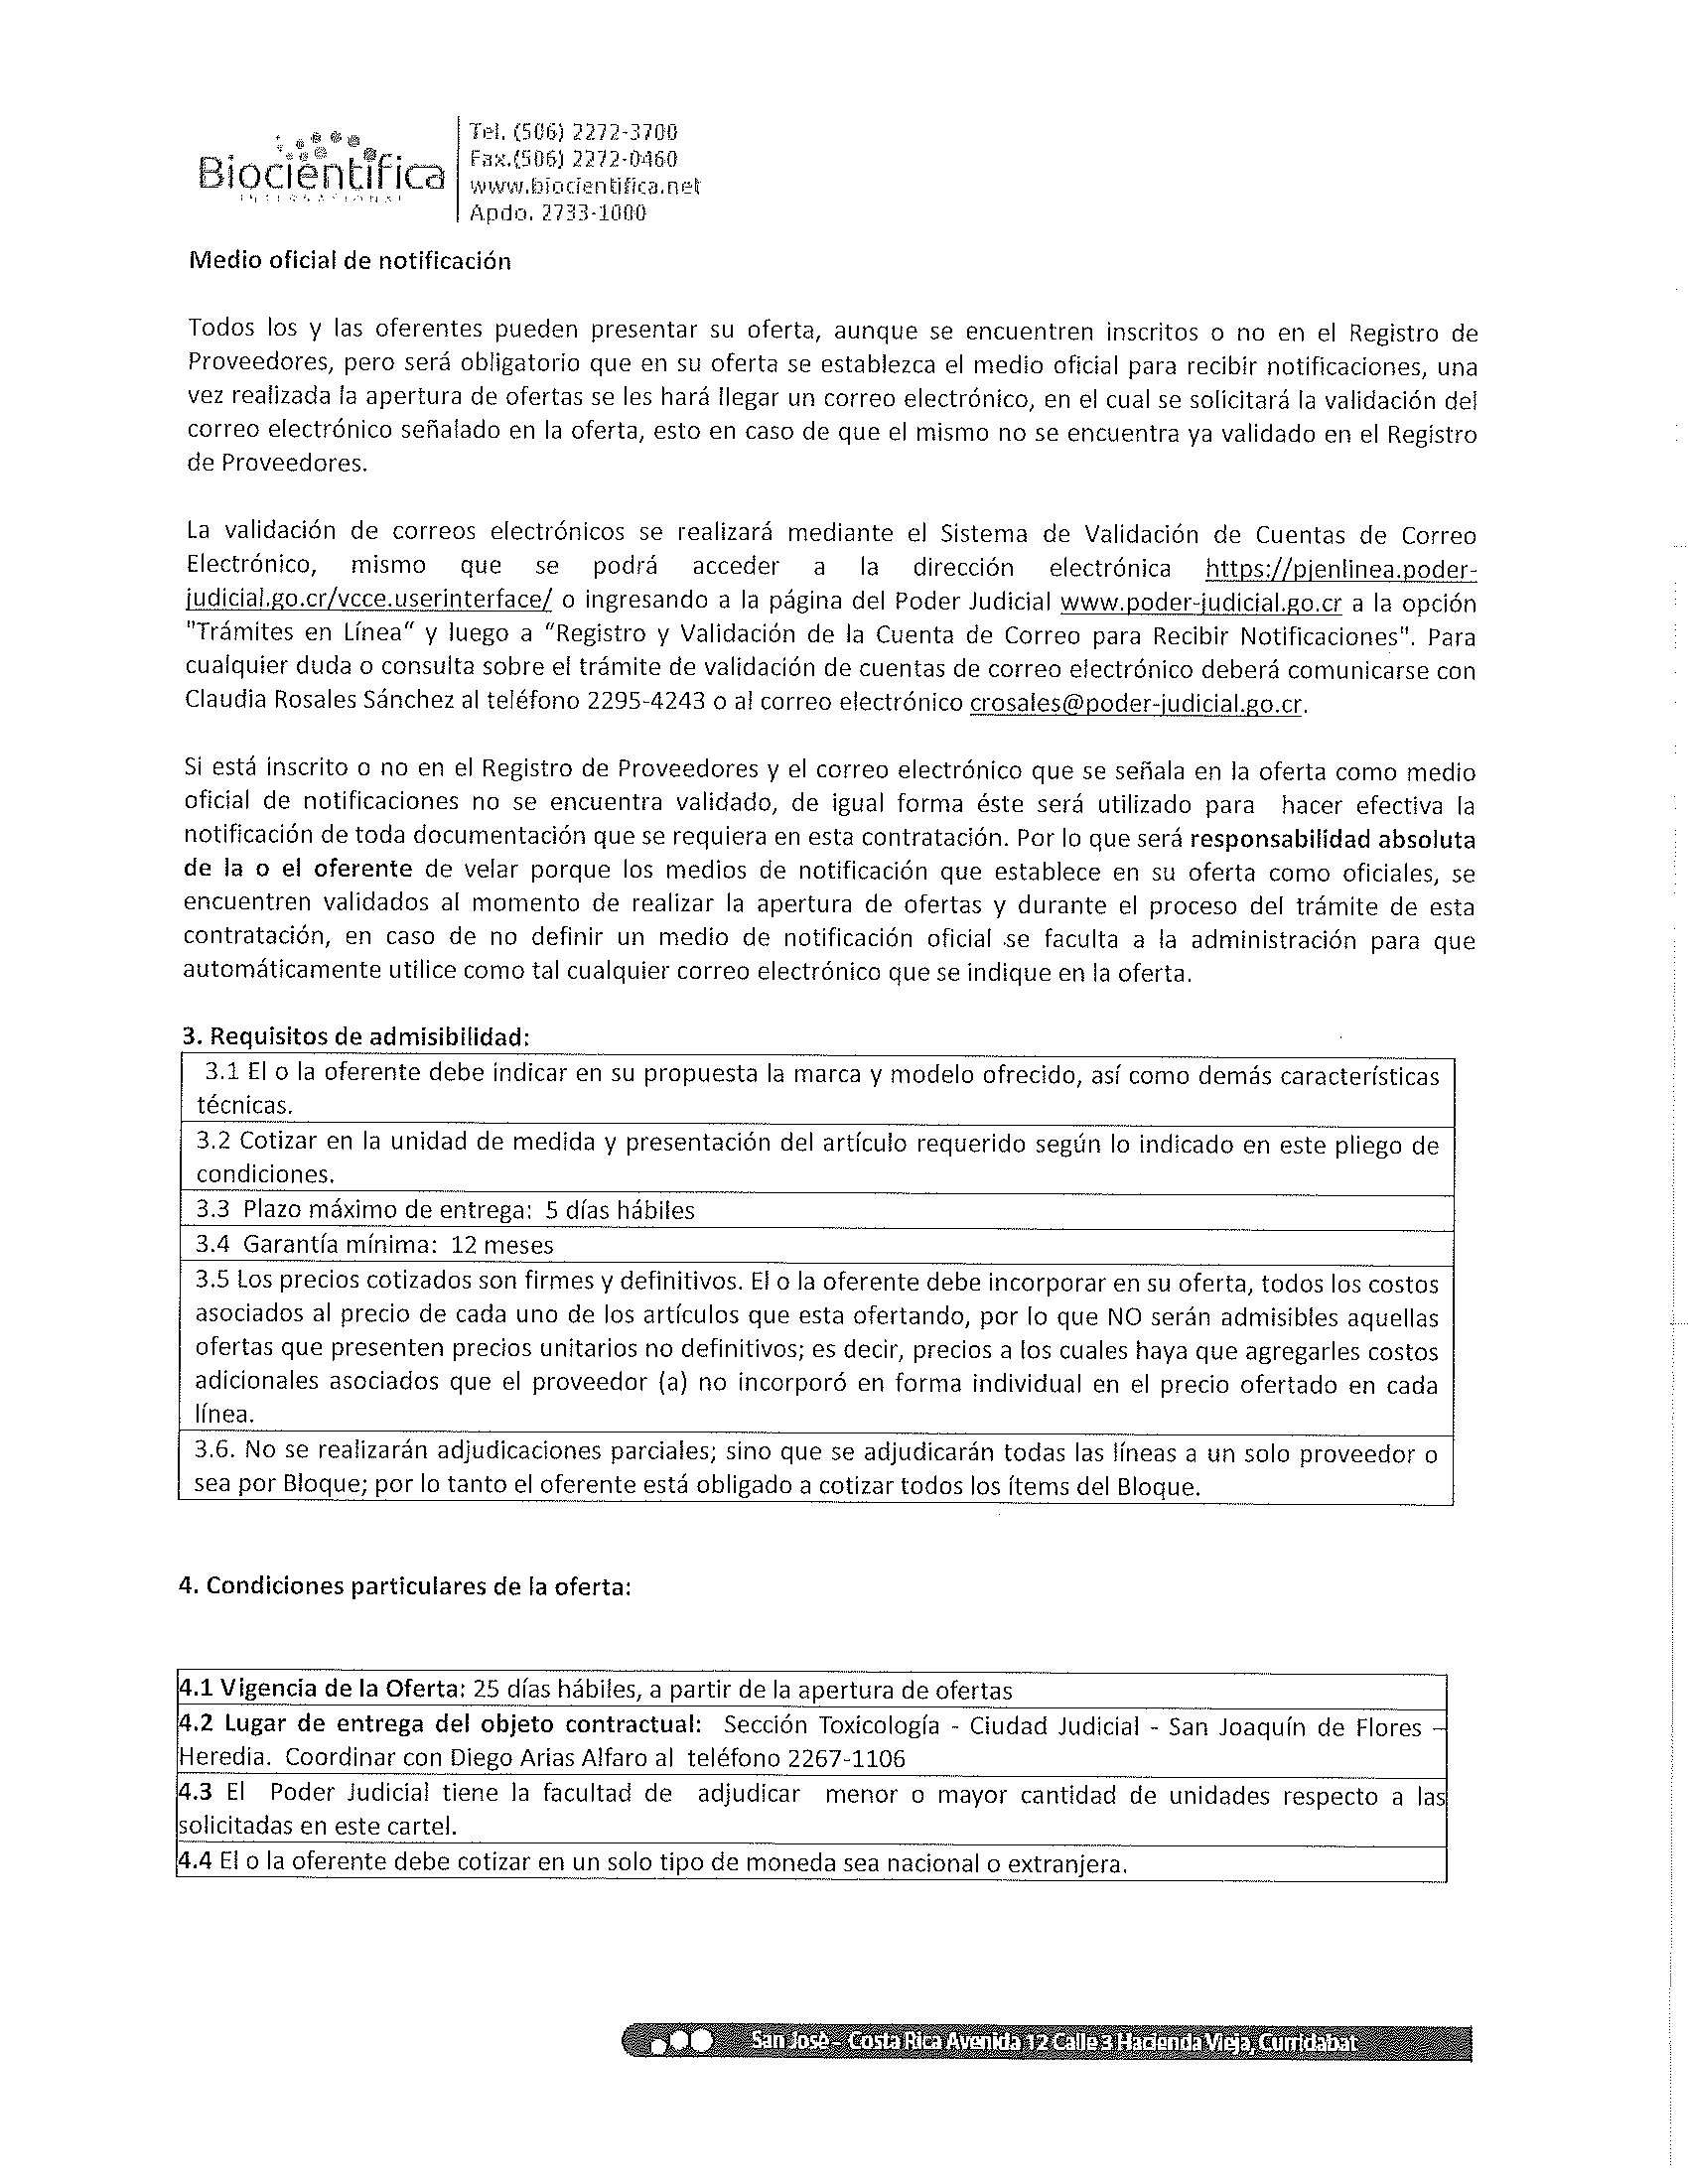 Biocientífica
INTERNACIONAL
Tel. (506) 2272-3700
Fax.(506) 2272-0460
www.biocientifica.net
Apdo. 2733-1000
Medio oficial de notificación
Todos los y las oferentes pueden presentar su oferta, aunque se encuentren inscritos o no en el Registro de
Proveedores, pero será obligatorio que en su oferta se establezca el medio oficial para recibir notificaciones, una
vez realizada la apertura de ofertas se les hará llegar un correo electrónico, en el cual se solicitará la validación del
correo electrónico señalado en la oferta, esto en caso de que el mismo no se encuentra ya validado en el Registro
de Proveedores.
La validación de correos electrónicos se realizará mediante el Sistema de Validación de Cuentas de Correo
Electrónico, mismo que se podrá acceder a la dirección electrónica https://pjenlinea.poder-
judicial.go.cr/vcce.userinterface/ o ingresando a la página del Poder Judicial www.poder-judicial.go.cr a la opción
"Trámites en Línea" y luego a "Registro y Validación de la Cuenta de Correo para Recibir Notificaciones". Para
cualquier duda o consulta sobre el trámite de validación de cuentas de correo electrónico deberá comunicarse con
Claudia Rosales Sánchez al teléfono 2295-4243 o al correo electrónico crosales@poder-judicial.go.cr.
Si está inscrito o no en el Registro de Proveedores y el correo electrónico que se señala en la oferta como medio
oficial de notificaciones no se encuentra validado, de igual forma éste será utilizado para hacer efectiva la
notificación de toda documentación que se requiera en esta contratación. Por lo que será responsabilidad absoluta
de la o el oferente de velar porque los medios de notificación que establece en su oferta como oficiales, se
encuentren validados al momento de realizar la apertura de ofertas y durante el proceso del trámite de esta
contratación, en caso de no definir un medio de notificación oficial se faculta a la administración para que
automáticamente utilice como tal cualquier correo electrónico que se indique en la oferta.
3. Requisitos de admisibilidad:
3.1 El o la oferente debe indicar en su propuesta la marca y modelo ofrecido, así como demás características
técnicas.
3.2 Cotizar en la unidad de medida y presentación del artículo requerido según lo indicado en este pliego de
condiciones.
3.3 Plazo máximo de entrega: 5 días hábiles
3.4 Garantía mínima: 12 meses
3.5 Los precios cotizados son firmes y definitivos. El o la oferente debe incorporar en su oferta, todos los costos
asociados al precio de cada uno de los artículos que esta ofertando, por lo que NO serán admisibles aquellas
ofertas que presenten precios unitarios no definitivos; es decir, precios a los cuales haya que agregarles costos
adicionales asociados que el proveedor (a) no incorporó en forma individual en el precio ofertado en cada
línea.
3.6. No se realizarán adjudicaciones parciales; sino que se adjudicarán todas las líneas a un solo proveedor o
sea por Bloque; por lo tanto el oferente está obligado a cotizar todos los ítems del Bloque.
4. Condiciones particulares de la oferta:
4.1 Vigencia de la Oferta: 25 días hábiles, a partir de la apertura de ofertas
4.2 Lugar de entrega del objeto contractual: Sección Toxicología - Ciudad Judicial - San Joaquín de Flores –
Heredia. Coordinar con Diego Arias Alfaro al teléfono 2267-1106
4.3 El Poder Judicial tiene la facultad de adjudicar menor o mayor cantidad de unidades respecto a las
solicitadas en este cartel.
4.4 El o la oferente debe cotizar en un solo tipo de moneda sea nacional o extranjera.
San José - Costa Rica Avenida 12 Calle 3 Hacienda Vieja, Curridabat